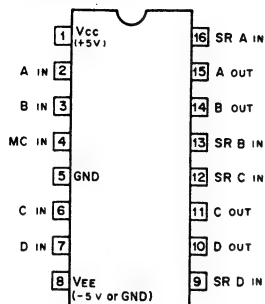 1 Vcc 16 SR A IN
(+5V)
A IN 2 15 A OUT
B IN 3 14 B OUT
MC IN 4 13 SR B IN
5 GND 12 SR C IN
C IN 6 11 C OUT
D IN 7 10 D OUT
8 VEE 9 SR D IN
(-5 V or GND)